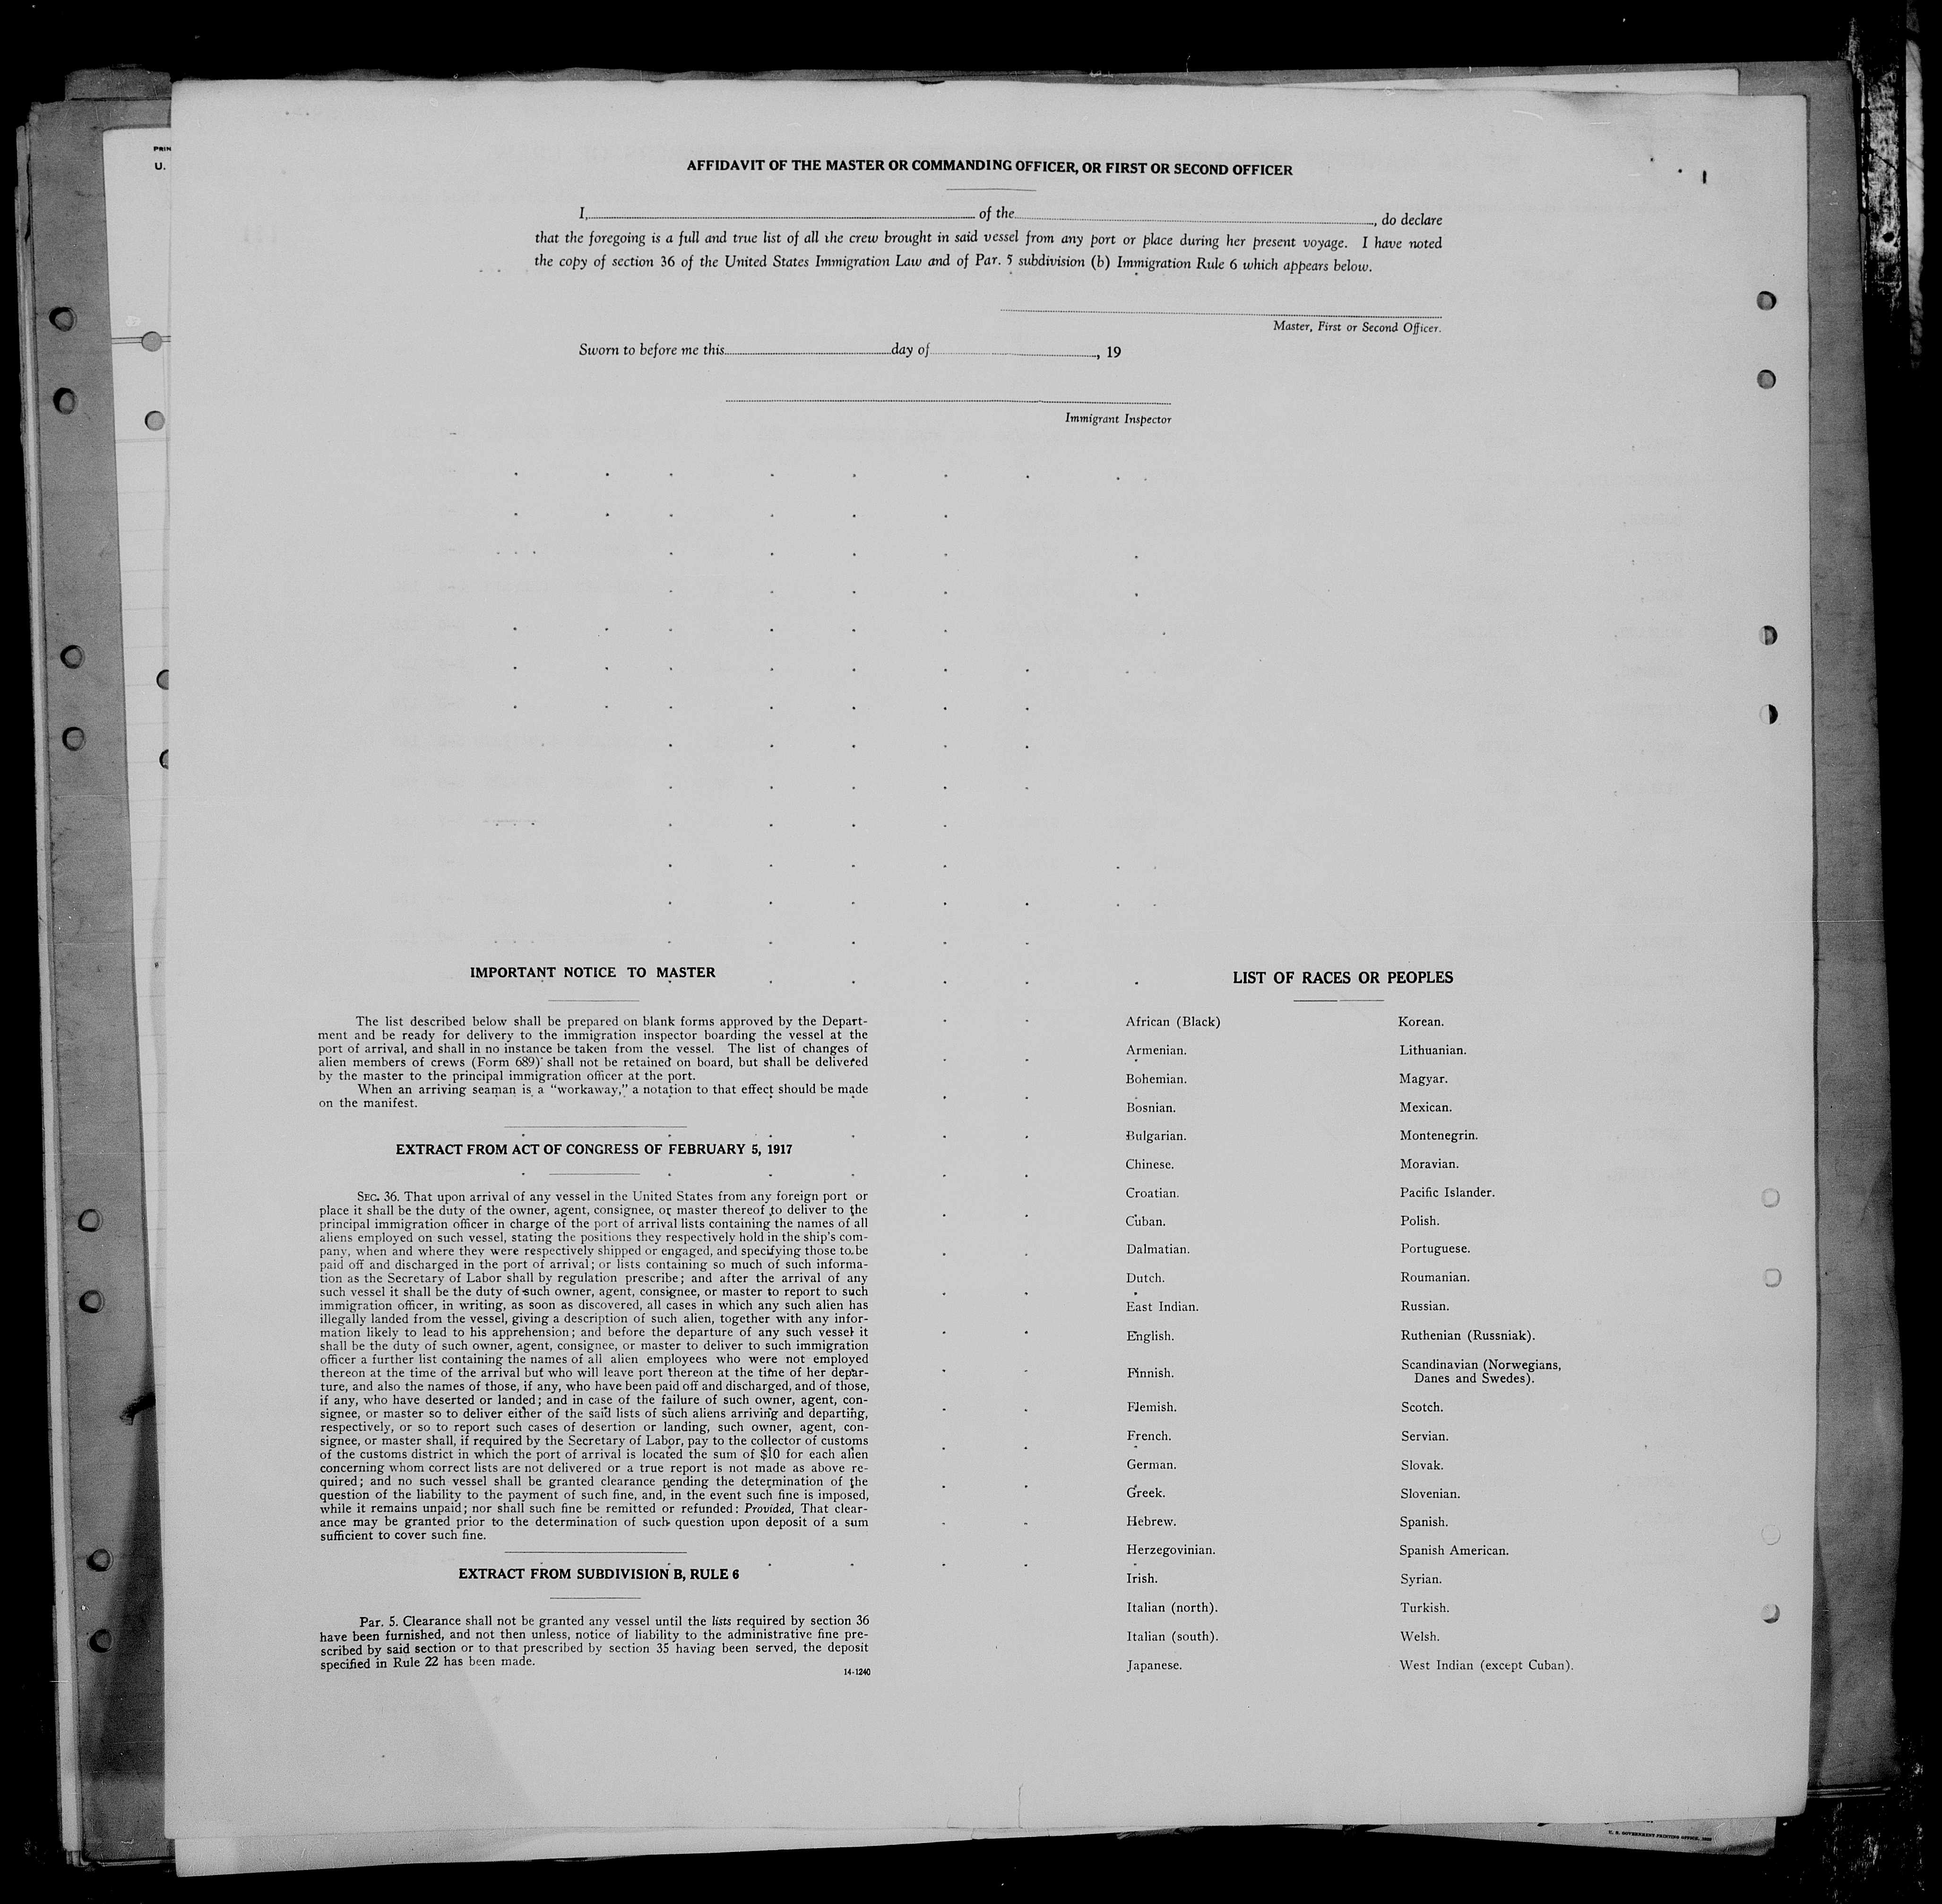 PRIN
U.
AFFIDAVIT OF THE MASTER OR COMMANDING OFFICER, OR FIRST OR SECOND OFFICER
I, of the , do declare
that the foregoing is a full and true list of all the crew brought in said vessel from any port or place during her present voyage. I have noted
the copy of section 36 of the United States Immigration Law and of Par. 5 subdivision (b) Immigration Rule 6 which appears below.
Master, First or Second Officer.
Sworn to before me this day of , 19
Immigrant Inspector
IMPORTANT NOTICE TO MASTER
The list described below shall be prepared on blank forms approved by the Depart-
ment and be ready for delivery to the immigration inspector boarding the vessel at the
port of arrival, and shall in no instance be taken from the vessel. The list of changes of
alien members of crews (Form 689) shall not be retained on board, but shall be delivered
by the master to the principal immigration officer at the port.
When an arriving seaman is a "workaway," a notation to that effect should be made
on the manifest.
EXTRACT FROM ACT OF CONGRESS OF FEBRUARY 5, 1917
SEC. 36. That upon arrival of any vessel in the United States from any foreign port or
place it shall be the duty of the owner, agent, consignee, or master thereof to deliver to the
principal immigration officer in charge of the port of arrival lists containing the names of all
aliens employed on such vessel, stating the positions they respectively hold in the ship's com-
pany, when and where they were respectively shipped or engaged, and specifying those to be
paid off and discharged in the port of arrival; or lists containing so much of such informa-
tion as the Secretary of Labor shall by regulation prescribe; and after the arrival of any
such vessel it shall be the duty of such owner, agent, consignee, or master to report to such
immigration officer, in writing, as soon as discovered, all cases in which any such alien has
illegally landed from the vessel, giving a description of such alien, together with any infor-
mation likely to lead to his apprehension; and before the departure of any such vessel it
shall be the duty of such owner, agent, consignee, or master to deliver to such immigration
officer a further list containing the names of all alien employees who were not employed
thereon at the time of the arrival but who will leave port thereon at the time of her depar-
ture, and also the names of those, if any, who have been paid off and discharged, and of those,
if any, who have deserted or landed; and in case of the failure of such owner, agent, con-
signee, or master so to deliver either of the said lists of such aliens arriving and departing,
respectively, or so to report such cases of desertion or landing, such owner, agent, con-
signee, or master shall, if required by the Secretary of Labor, pay to the collector of customs
of the customs district in which the port of arrival is located the sum of $10 for each alien
concerning whom correct lists are not delivered or a true report is not made as above re-
quired; and no such vessel shall be granted clearance pending the determination of the
question of the liability to the payment of such fine, and, in the event such fine is imposed,
while it remains unpaid; nor shall such fine be remitted or refunded: Provided, That clear-
ance may be granted prior to the determination of such question upon deposit of a sum
sufficient to cover such fine.
EXTRACT FROM SUBDIVISION B, RULE 6
Par. 5. Clearance shall not be granted any vessel until the lists required by section 36
have been furnished, and not then unless, notice of liability to the administrative fine pre-
scribed by said section or to that prescribed by section 35 having been served, the deposit
specified in Rule 22 has been made.
14-1240
LIST OF RACES OR PEOPLES
African (Black)
Armenian.
Bohemian.
Bosnian.
Bulgarian.
Chinese.
Croatian.
Cuban.
Dalmatian.
Dutch.
East Indian.
English.
Finnish.
Flemish.
French.
German.
Greek.
Hebrew.
Herzegovinian.
Irish.
Italian (north).
Italian (south).
Japanese.
Korean.
Lithuanian.
Magyar.
Mexican.
Montenegrin.
Moravian.
Pacific Islander.
Polish.
Portuguese.
Roumanian.
Russian.
Ruthenian (Russniak).
Scandinavian (Norwegians,
Danes and Swedes).
Scotch.
Servian.
Slovak.
Slovenian.
Spanish.
Spanish American.
Syrian.
Turkish.
Welsh.
West Indian (except Cuban).
U. S. GOVERNMENT PRINTING OFFICE